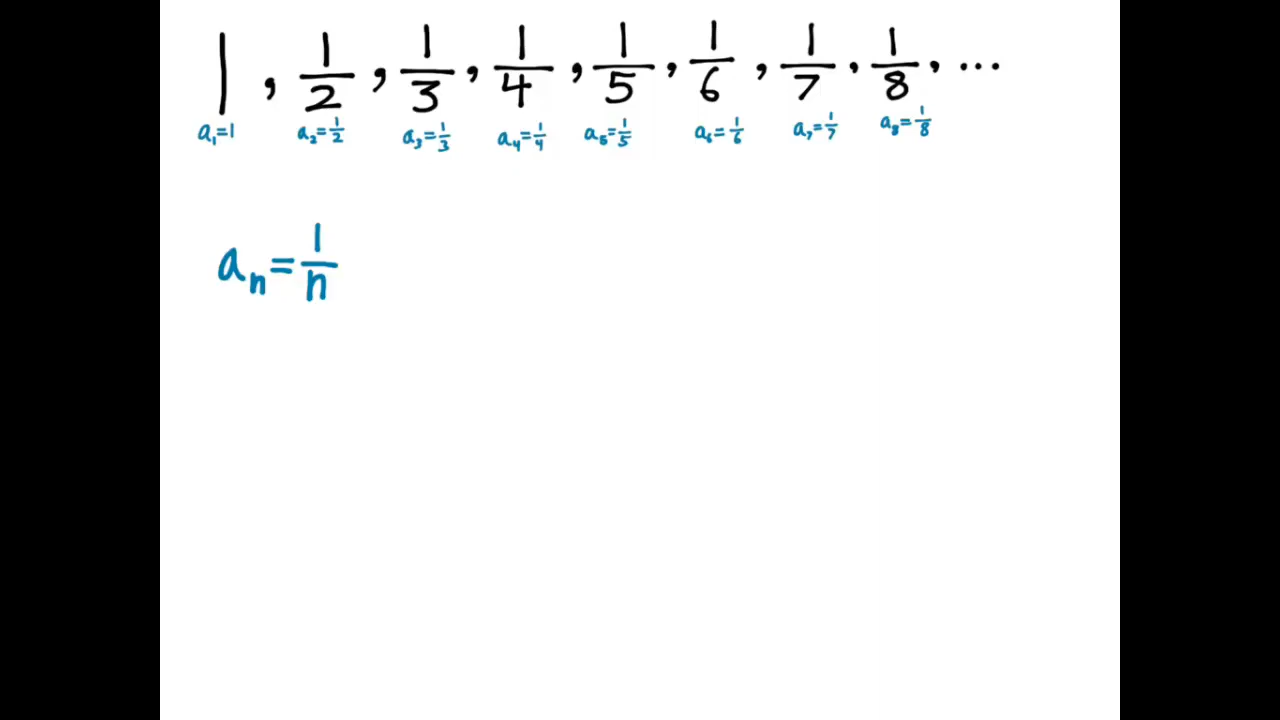 1, 1/2, 1/3, 1/4, 1/5, 1/6, 1/7, 1/8, ...
a₁=1 a₂=1/2 a₃=1/3 a₄=1/4 a₅=1/5 a₆=1/6 a₇=1/7 a₈=1/8
aₙ=1/n